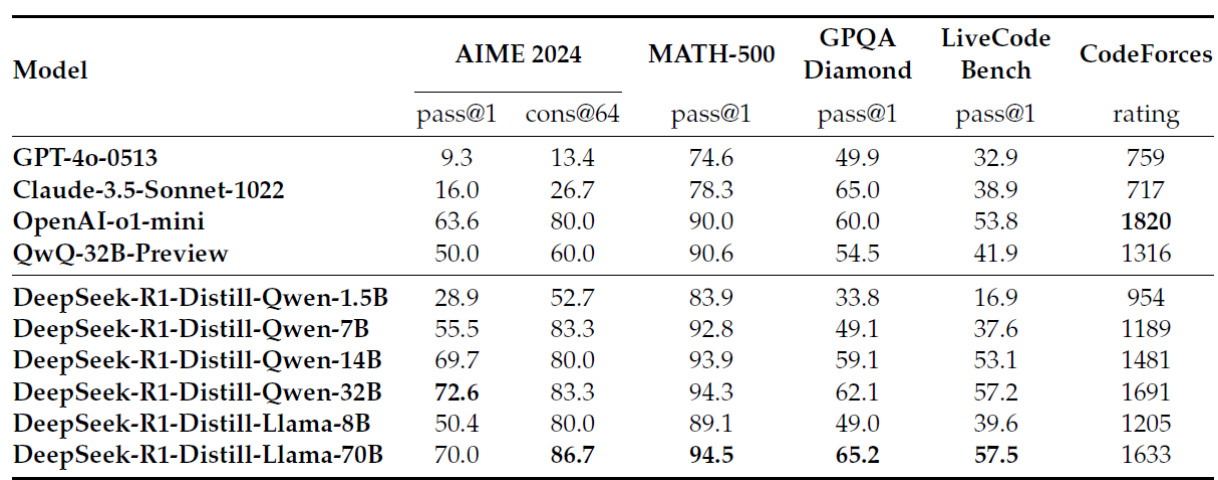 Model AIME 2024 MATH-500 GPQA Diamond LiveCode Bench CodeForces
pass@1 cons@64 pass@1 pass@1 pass@1 rating
GPT-4o-0513 9.3 13.4 74.6 49.9 32.9 759
Claude-3.5-Sonnet-1022 16.0 26.7 78.3 65.0 38.9 717
OpenAI-o1-mini 63.6 80.0 90.0 60.0 53.8 1820
QwQ-32B-Preview 50.0 60.0 90.6 54.5 41.9 1316
DeepSeek-R1-Distill-Qwen-1.5B 28.9 52.7 83.9 33.8 16.9 954
DeepSeek-R1-Distill-Qwen-7B 55.5 83.3 92.8 49.1 37.6 1189
DeepSeek-R1-Distill-Qwen-14B 69.7 80.0 93.9 59.1 53.1 1481
DeepSeek-R1-Distill-Qwen-32B 72.6 83.3 94.3 62.1 57.2 1691
DeepSeek-R1-Distill-Llama-8B 50.4 80.0 89.1 49.0 39.6 1205
DeepSeek-R1-Distill-Llama-70B 70.0 86.7 94.5 65.2 57.5 1633